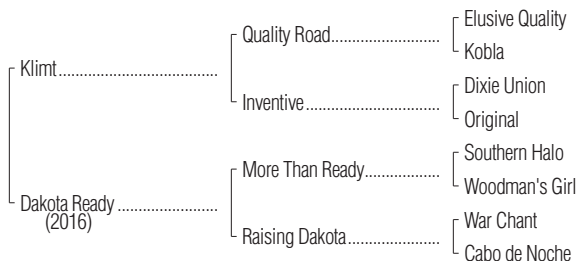 Elusive Quality
Quality Road
Kobla
Klimt
Dixie Union
Inventive
Original
Southern Halo
More Than Ready
Woodman's Girl
Dakota Ready
(2016)
War Chant
Raising Dakota
Cabo de Noche